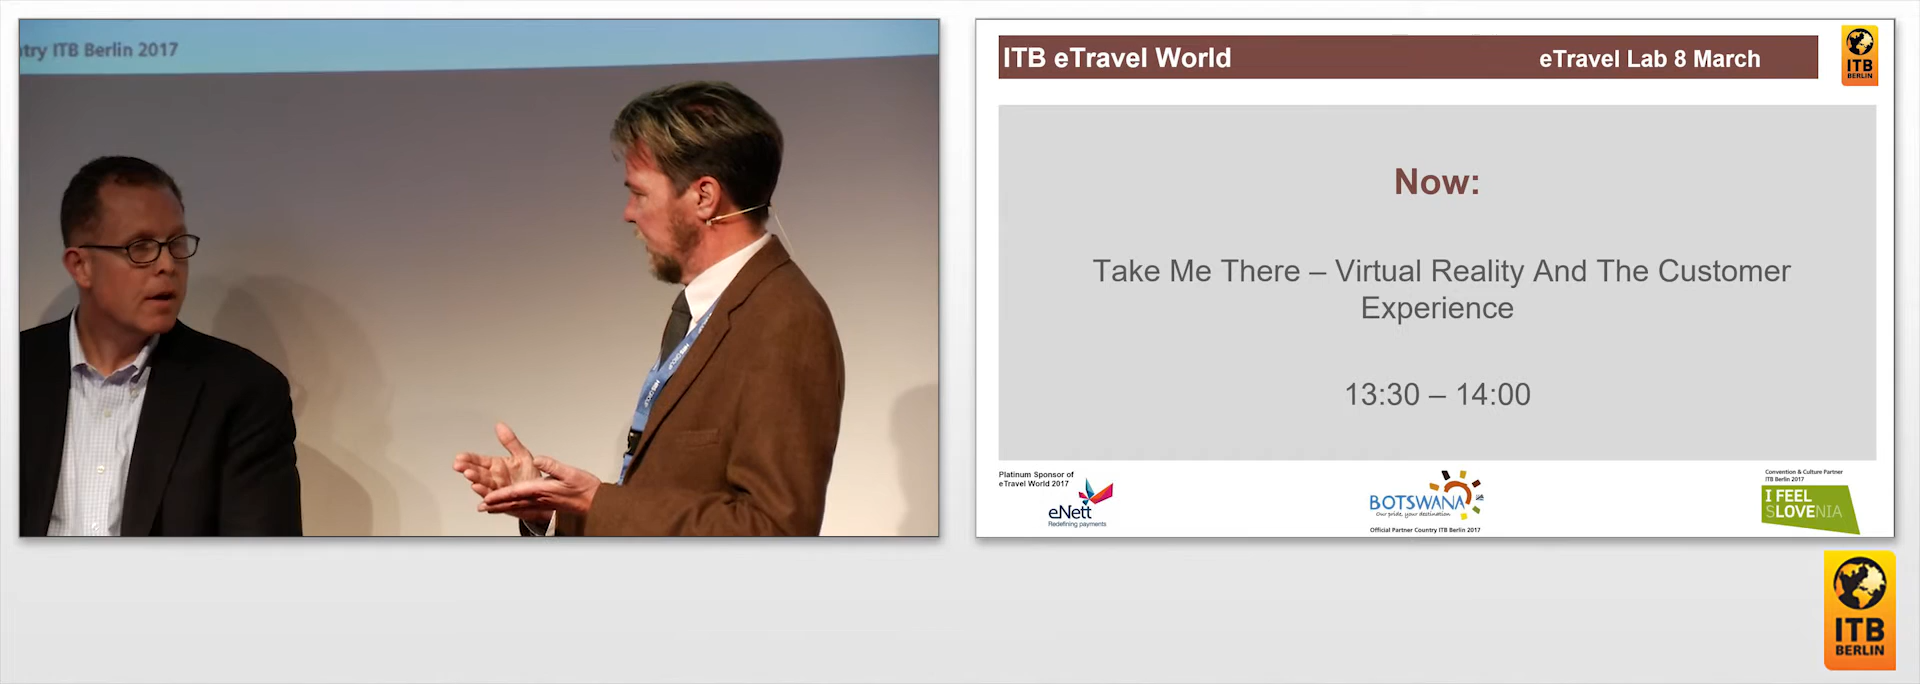 try ITB Berlin 2017
ITB eTravel World
eTravel Lab 8 March
ITB
BERLIN
Now:
Take Me There – Virtual Reality And The Customer
Experience
13:30 – 14:00
Platinum Sponsor of
eTravel World 2017
eNett
Redefining payments
BOTSWANA
Our pride, your destination
Official Partner Country ITB Berlin 2017
Convention & Culture Partner
ITB Berlin 2017
I FEEL
SLOVENIA
ITB
BERLIN